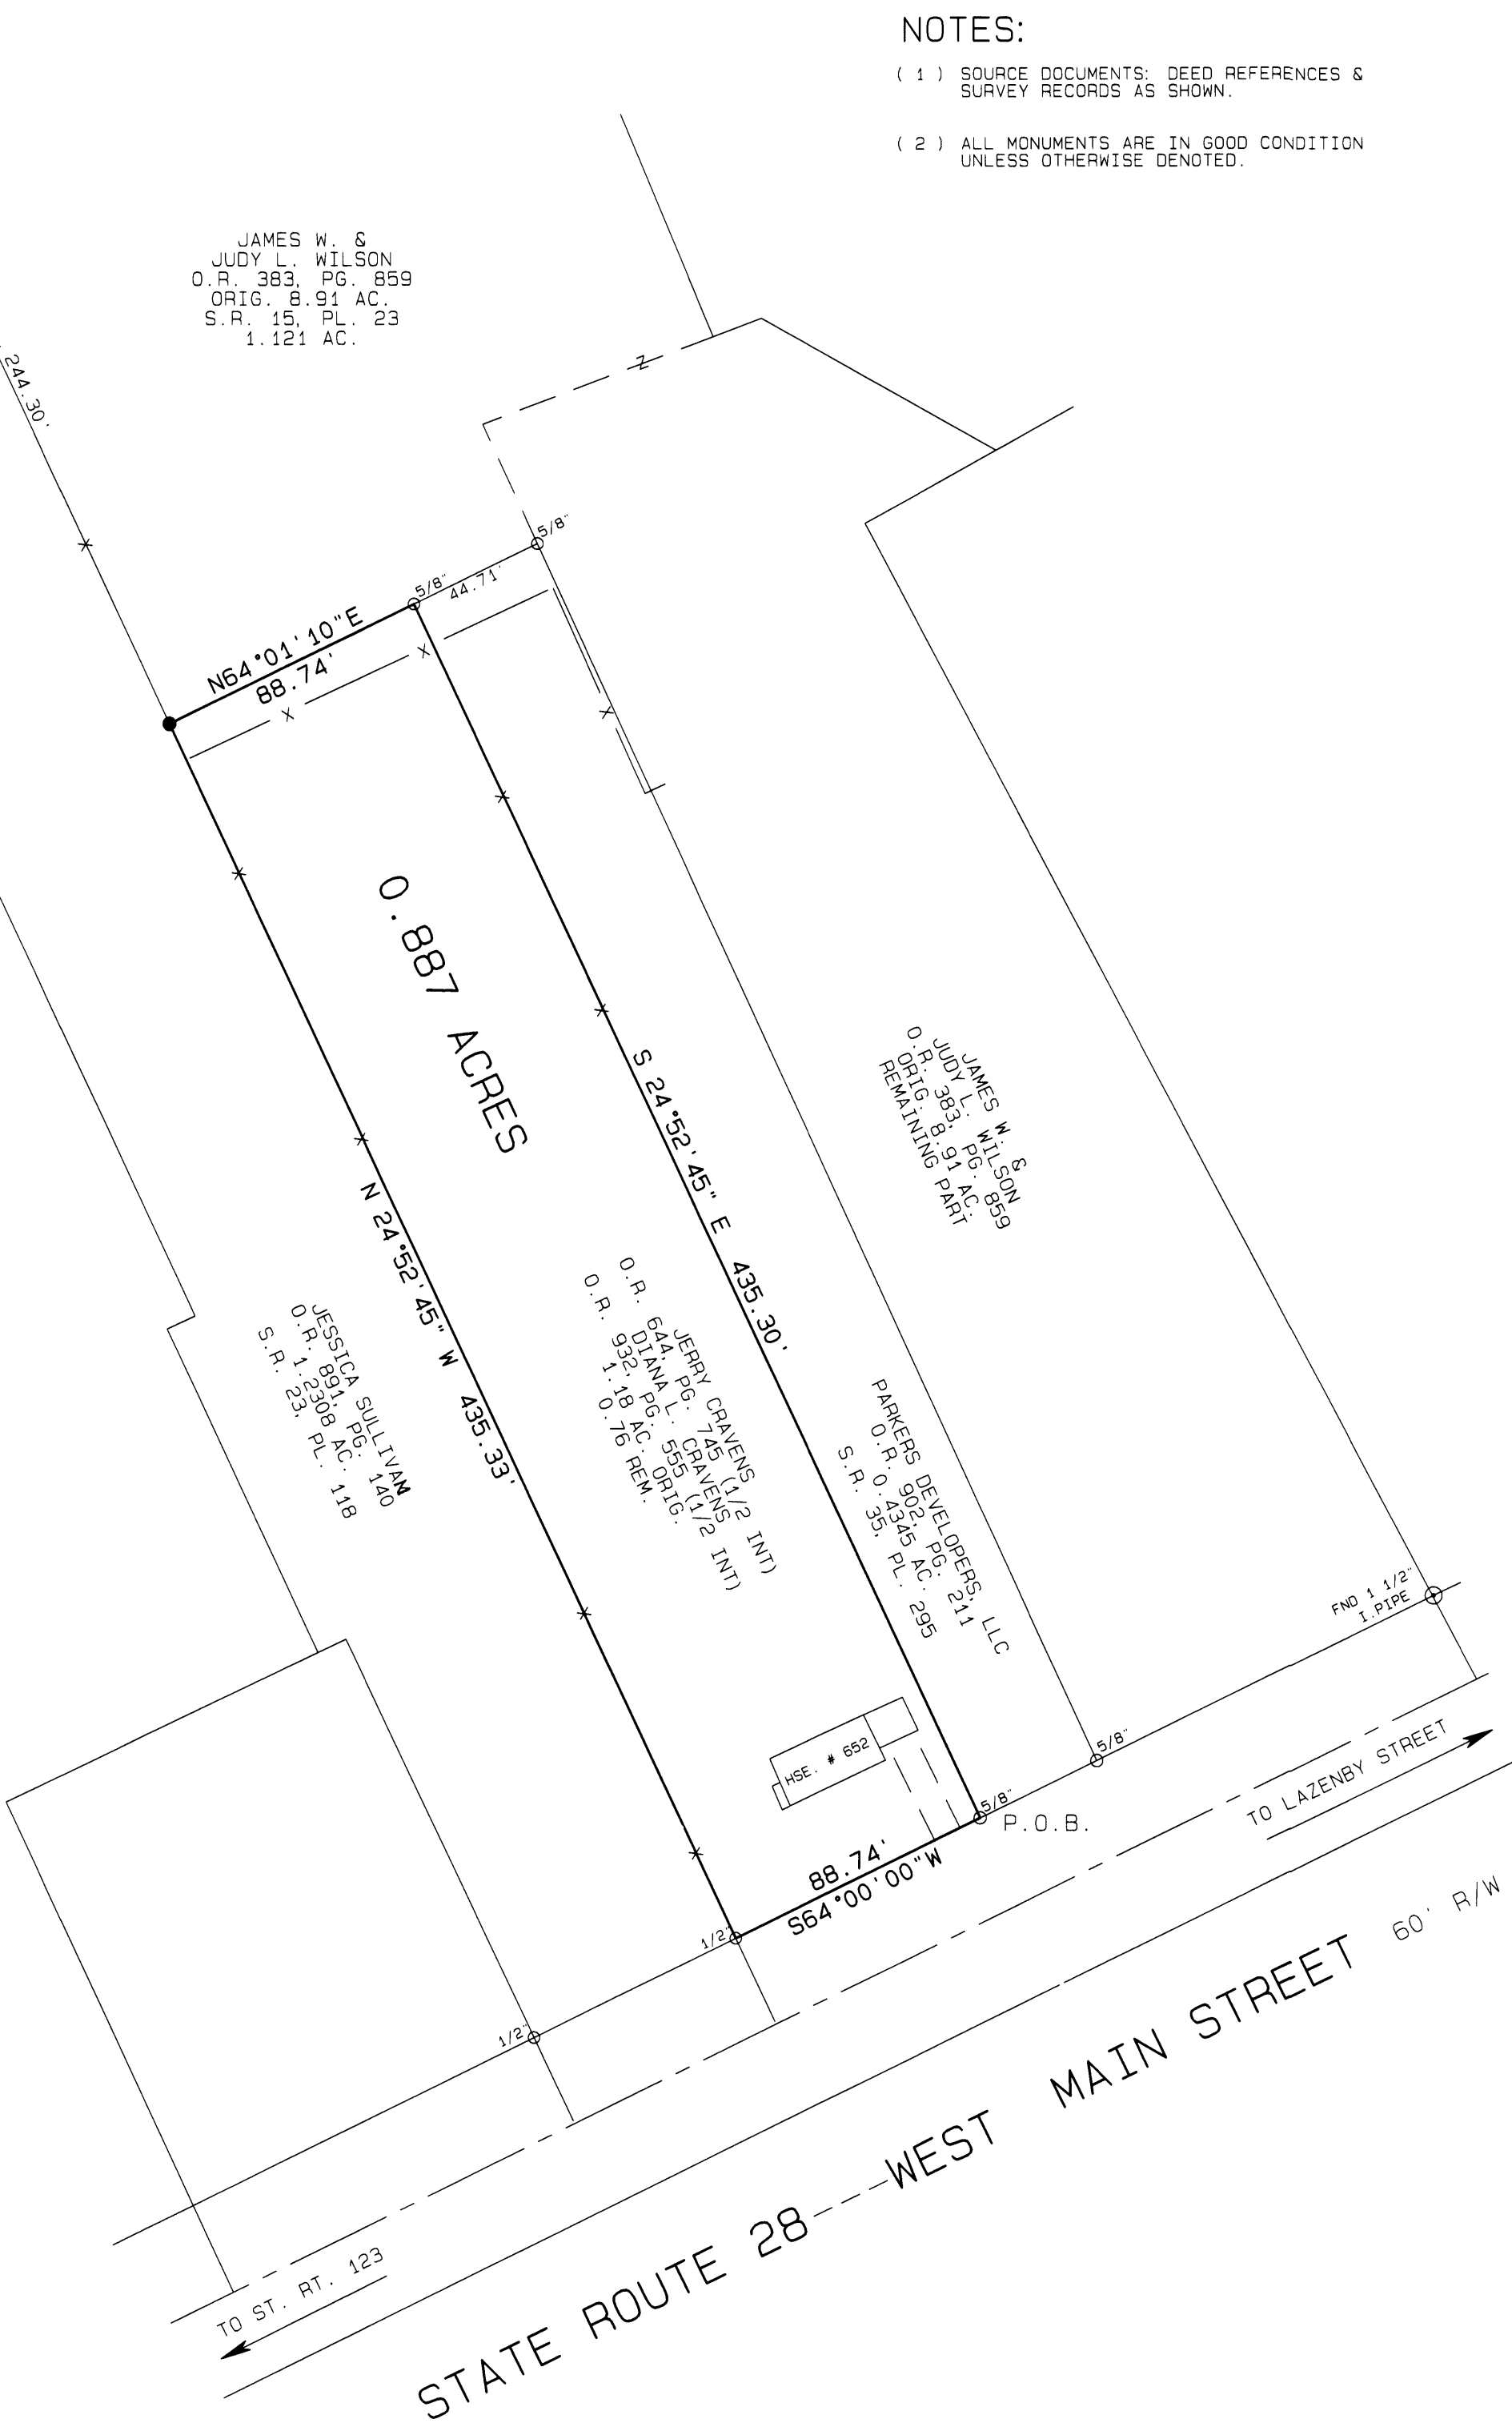 NOTES:
( 1 ) SOURCE DOCUMENTS: DEED REFERENCES &
SURVEY RECORDS AS SHOWN.
( 2 ) ALL MONUMENTS ARE IN GOOD CONDITION
UNLESS OTHERWISE DENOTED.
JAMES W. &
JUDY L. WILSON
O.R. 383, PG. 859
ORIG. 8.91 AC.
S.R. 15, PL. 23
1.121 AC.
244.30'
Z
5/8"
5/8"
44.71'
N64°01'10"E
88.74'
X
X
X
0.887 ACRES
S 24°52'45" E 435.30'
N 24°52'45" W 435.33'
JAMES W. &
JUDY L. WILSON
O.R. 383, PG. 859
ORIG. 8.91 AC.
REMAINING PART
JESSICA SULLIVAN
O.R. 891, PG. 140
1.2308 AC.
S.R. 23, PL. 118
JERRY CRAVENS
O.R. 644, PG. 745 (1/2 INT)
DIANA L. CRAVENS
O.R. 932, PG. 555 (1/2 INT)
1.18 AC. ORIG.
0.76 REM.
PARKERS DEVELOPERS, LLC
O.R. 902, PG. 211
0.4345 AC.
S.R. 35, PL. 295
FND 1 1/2"
I.PIPE
HSE. # 652
5/8"
5/8"
P.O.B.
88.74'
S64°00'00"W
1/2"
1/2"
TO LAZENBY STREET
TO ST. RT. 123
STATE ROUTE 28-----WEST MAIN STREET 60' R/W